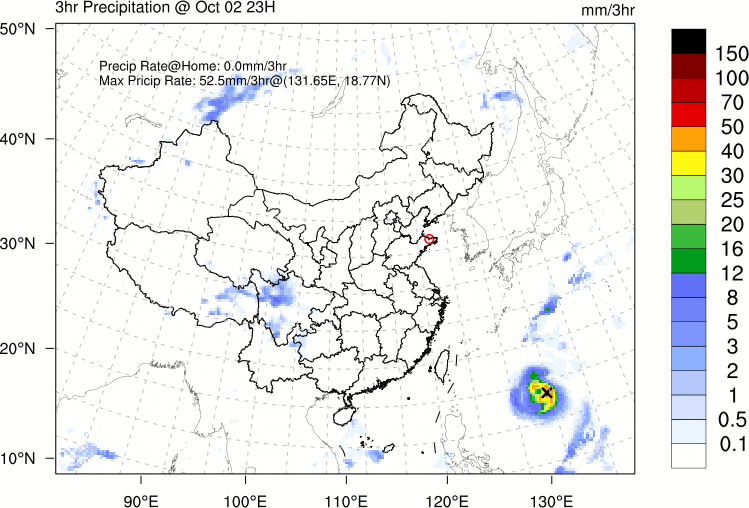 3hr Precipitation @ Oct 02 23H
mm/3hr
50°N
Precip Rate@Home: 0.0mm/3hr
Max Pricip Rate: 52.5mm/3hr@(131.65E, 18.77N)
40°N
30°N
20°N
10°N
90°E
100°E
110°E
120°E
130°E
150
100
70
50
40
30
25
20
16
12
8
5
3
2
1
0.5
0.1